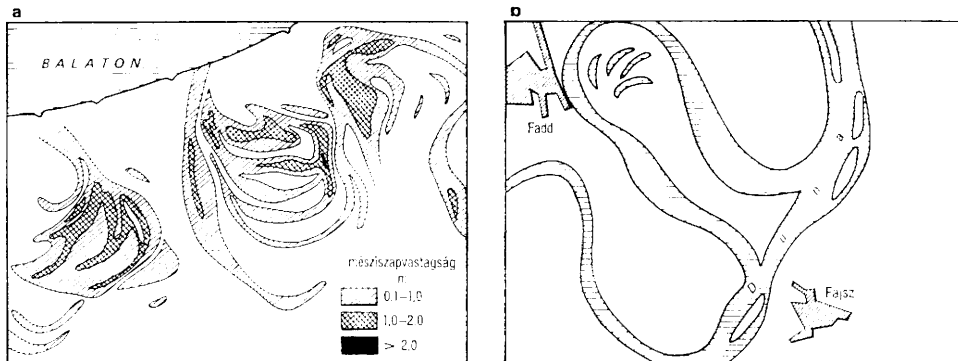 a
BALATON
mésziszapvastagság
m
0,1–1,0
1,0–2,0
> 2,0
b
Fadd
Fajsz